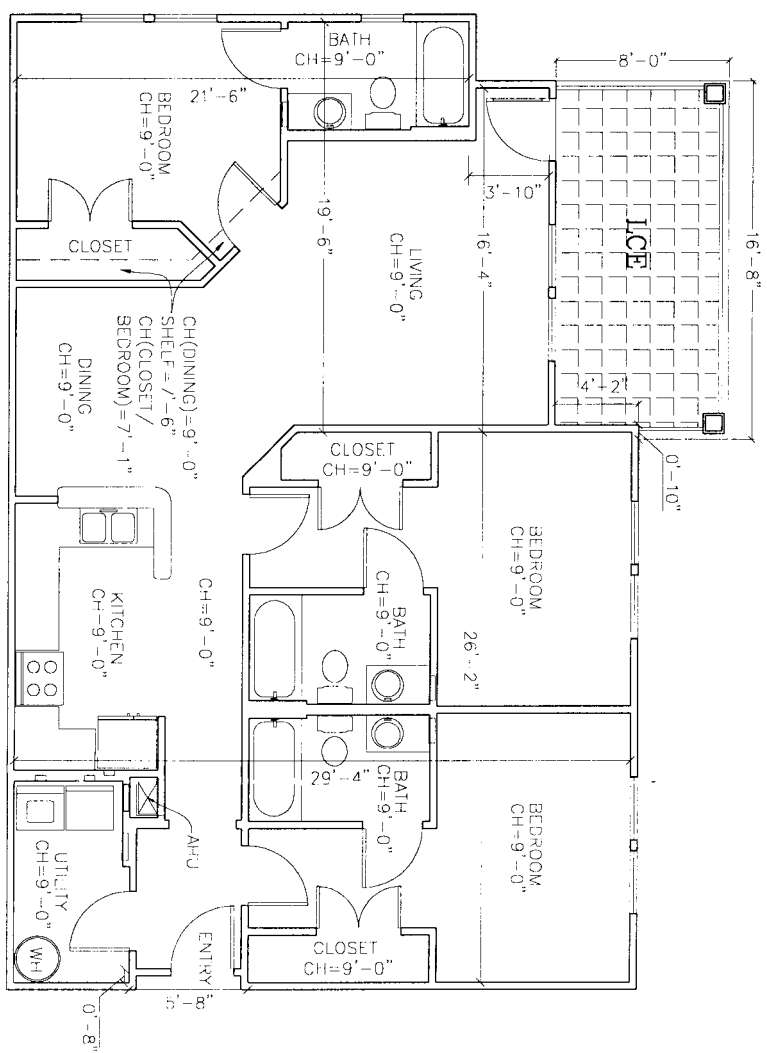 BATH
CH=9'-0"
8'-0"
21'-6"
BEDROOM
CH=9'-0"
3'-10"
LCE
16'-8"
19'-6"
16'-4"
LIVING
CH=9'-0"
CLOSET
CH(DINING)=9'-0"
SHELF=7'-6"
CH(CLOSET/
BEDROOM)=7'-1"
DINING
CH=9'-0"
4'-2"
0'-10"
CLOSET
CH=9'-0"
BEDROOM
CH=9'-0"
CH=9'-0"
BATH
CH=9'-0"
KITCHEN
CH=9'-0"
26'-2"
29'-4"
BATH
CH=9'-0"
BEDROOM
CH=9'-0"
AHU
UTILITY
CH=9'-0"
WH
ENTRY
CLOSET
CH=9'-0"
5'-8"
0'-8"